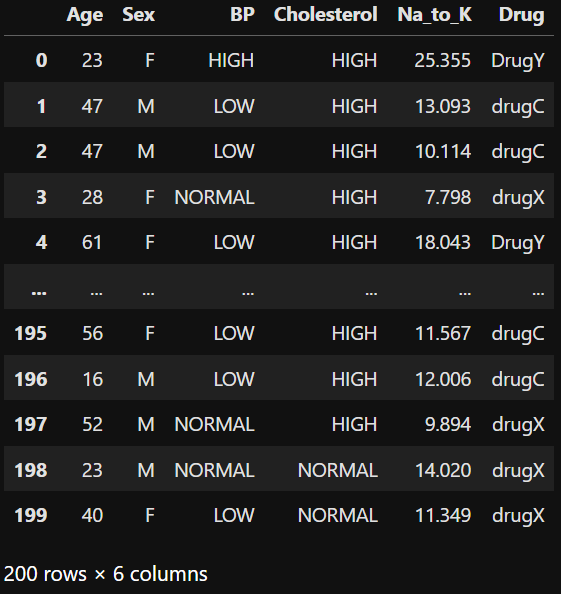 Age Sex BP Cholesterol Na_to_K Drug
0 23 F HIGH HIGH 25.355 DrugY
1 47 M LOW HIGH 13.093 drugC
2 47 M LOW HIGH 10.114 drugC
3 28 F NORMAL HIGH 7.798 drugX
4 61 F LOW HIGH 18.043 DrugY
... ... ... ... ... ... ...
195 56 F LOW HIGH 11.567 drugC
196 16 M LOW HIGH 12.006 drugC
197 52 M NORMAL HIGH 9.894 drugX
198 23 M NORMAL NORMAL 14.020 drugX
199 40 F LOW NORMAL 11.349 drugX
200 rows × 6 columns